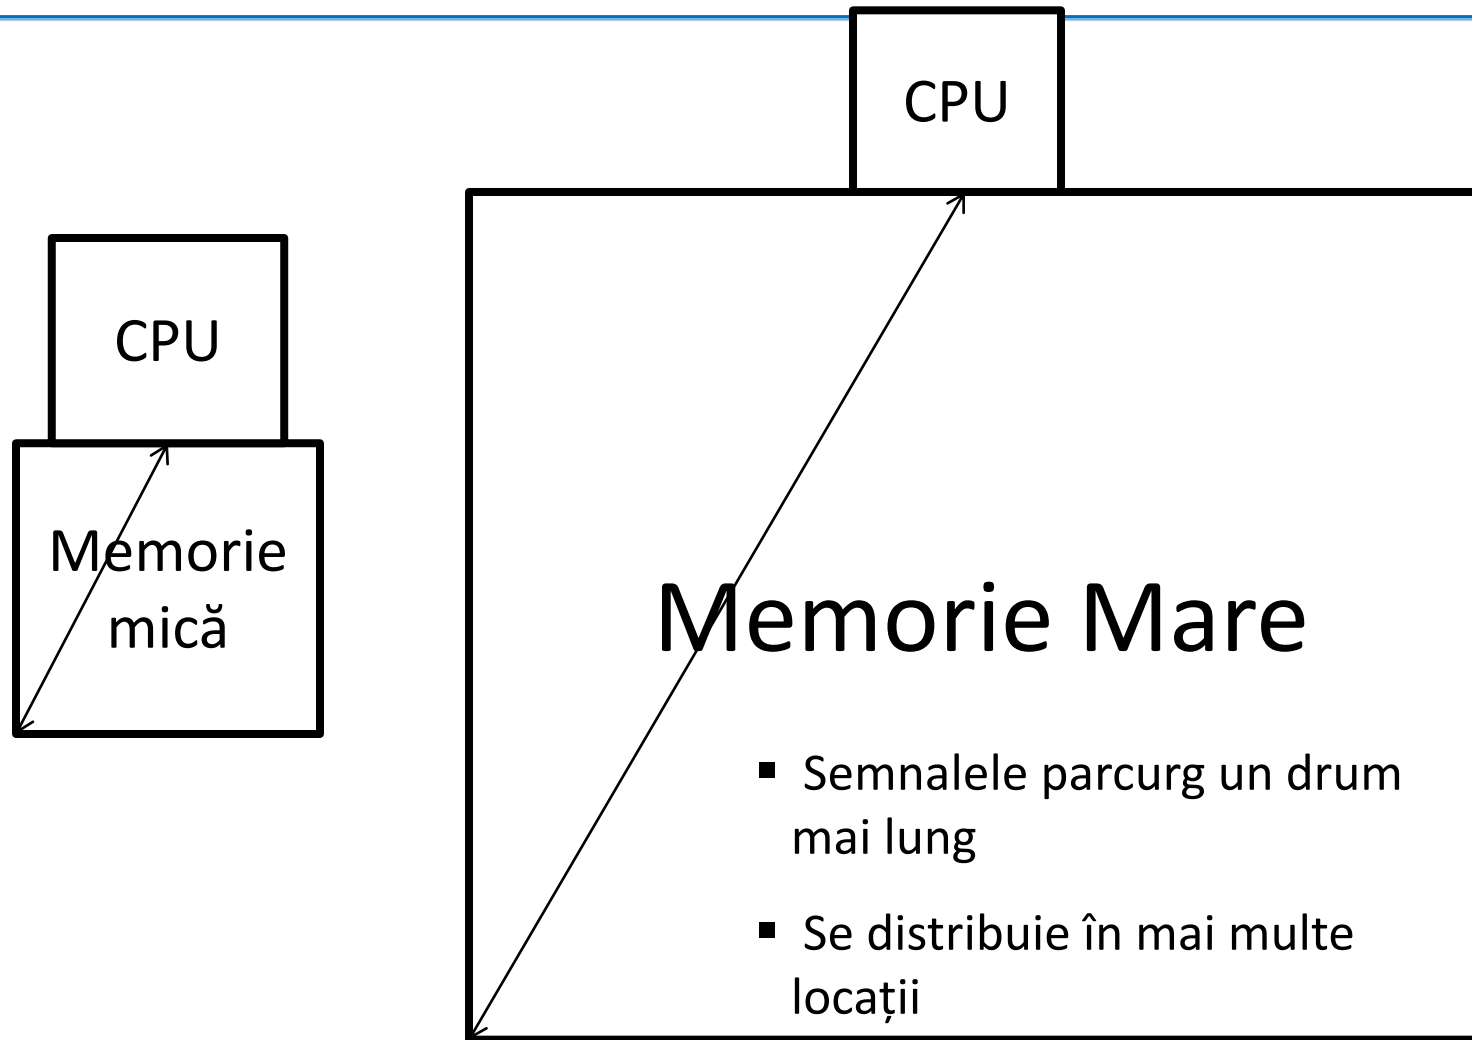 CPU
CPU
Memorie
mică
Memorie Mare
▪ Semnalele parcurg un drum
mai lung
▪ Se distribuie în mai multe
locații